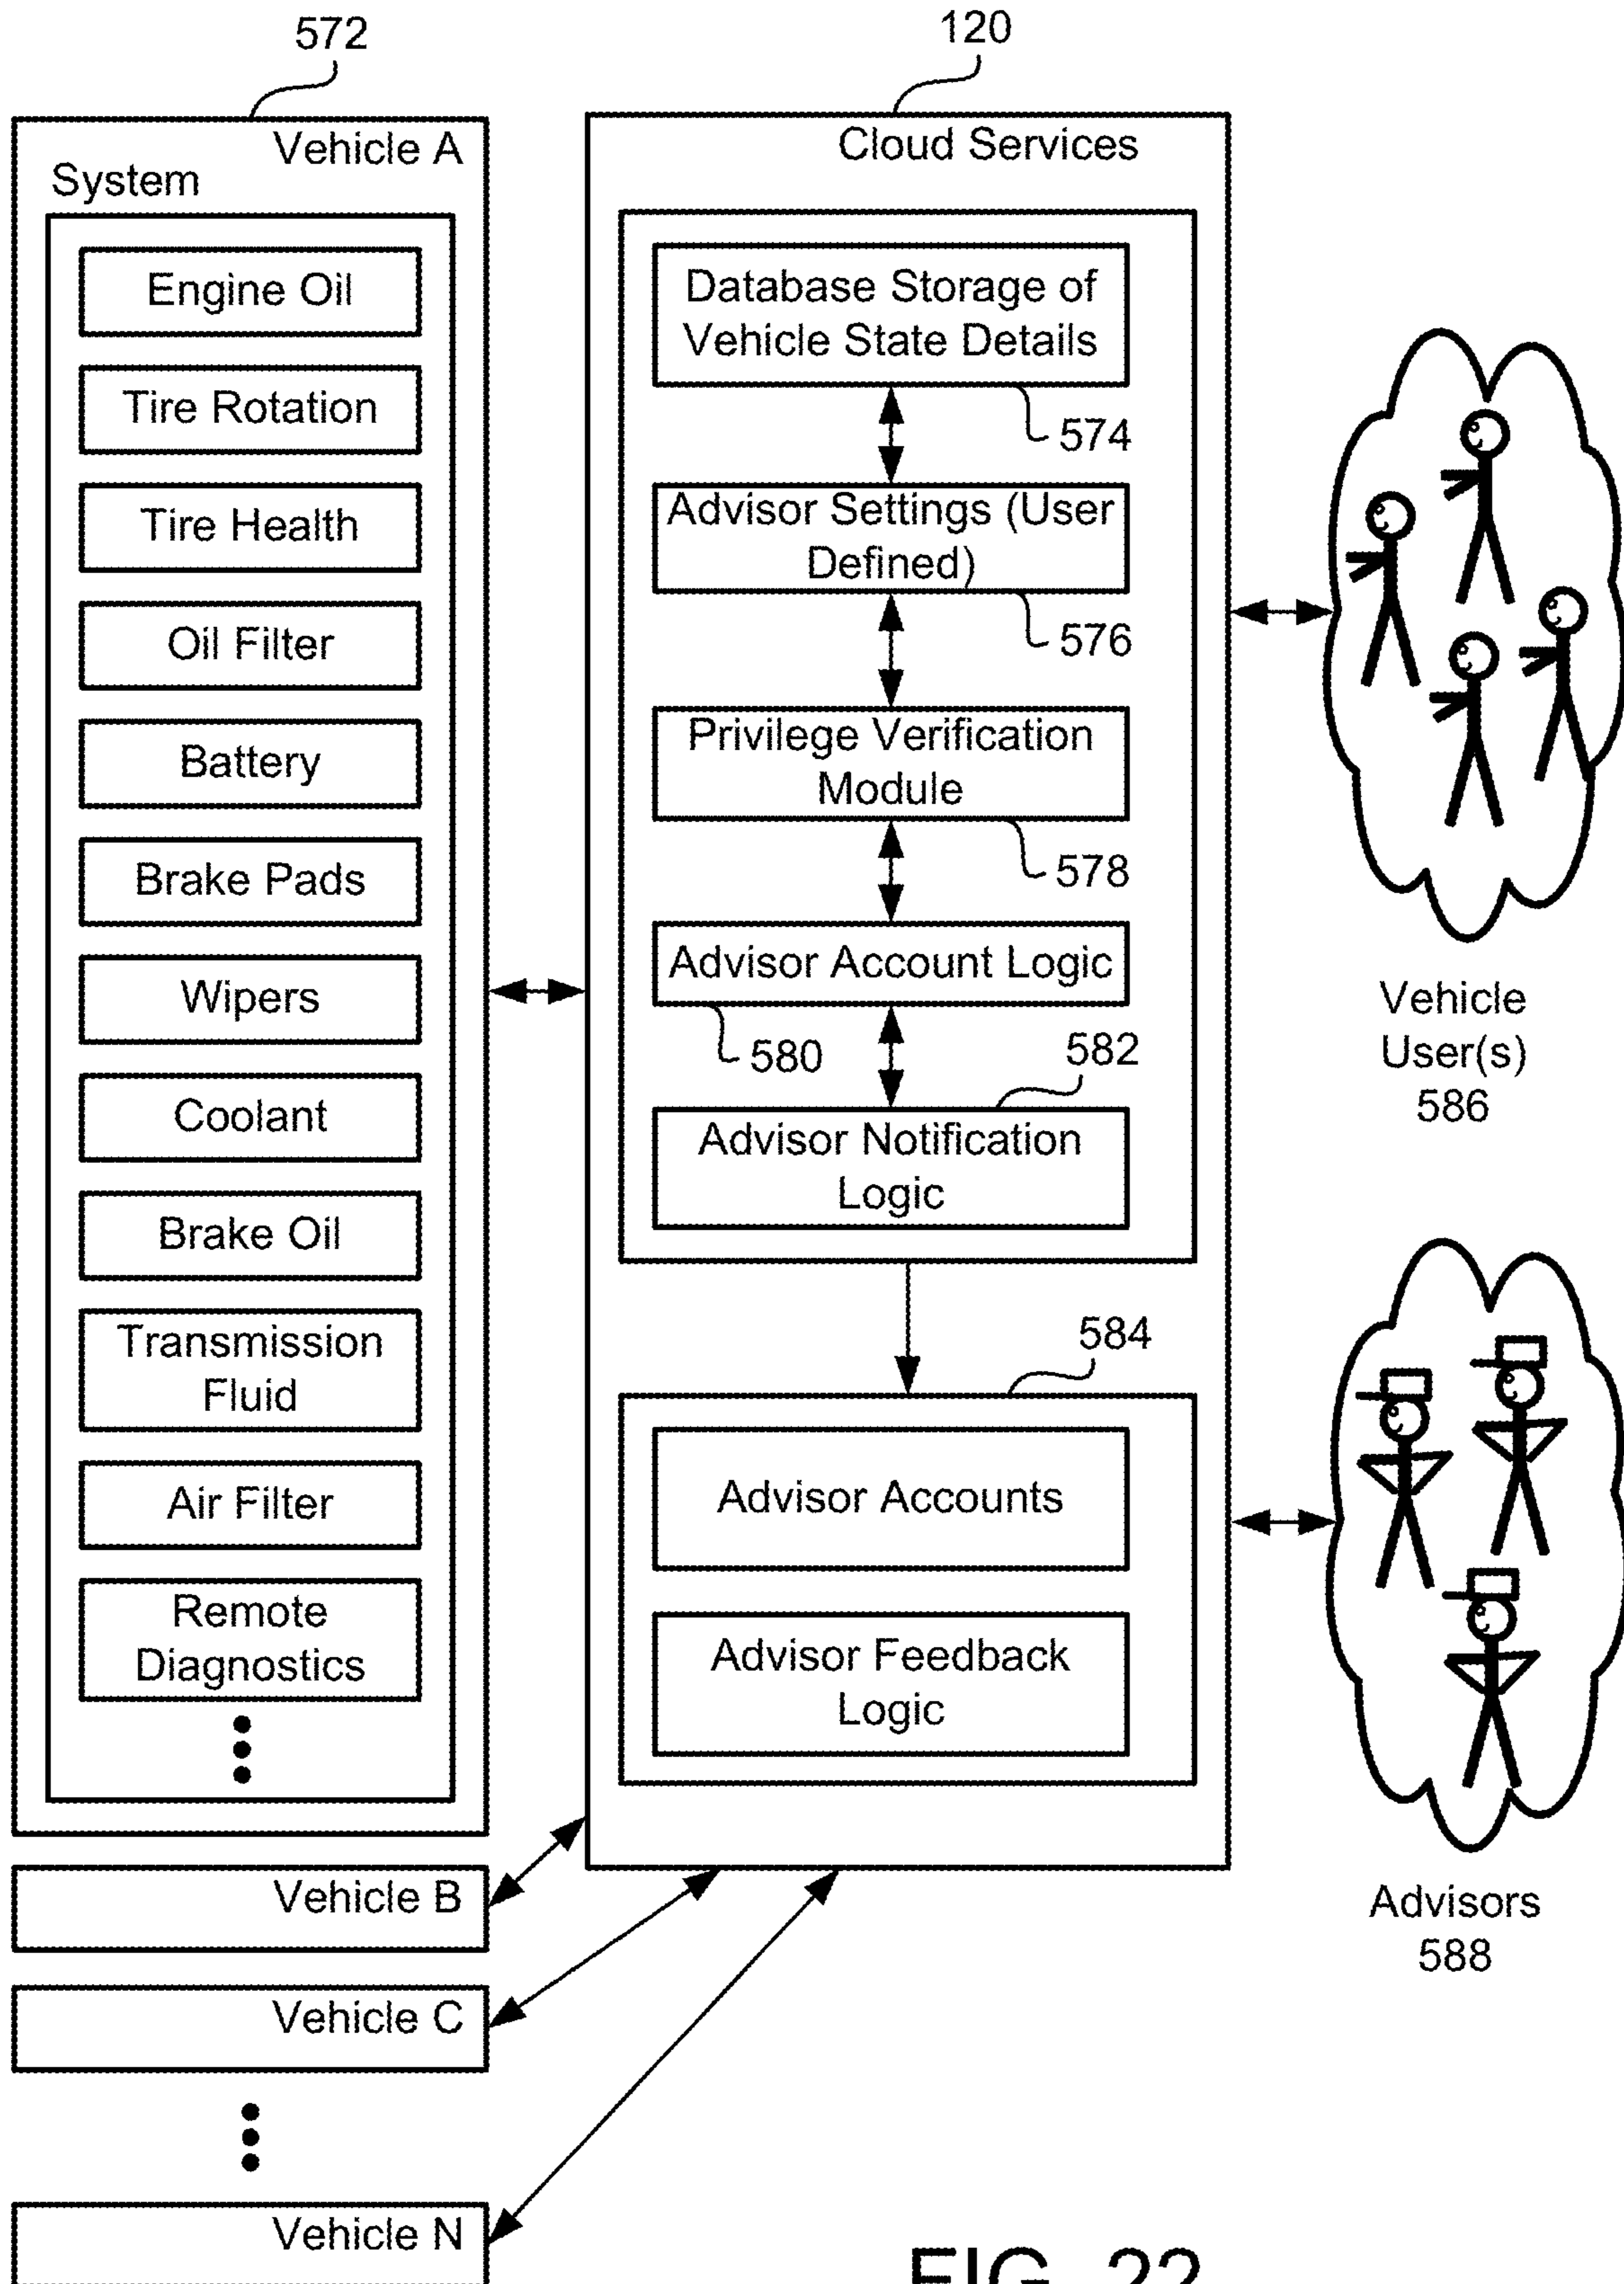 572
Vehicle A
System
Engine Oil
Tire Rotation
Tire Health
Oil Filter
Battery
Brake Pads
Wipers
Coolant
Brake Oil
Transmission
Fluid
Air Filter
Remote
Diagnostics
Vehicle B
Vehicle C
Vehicle N
120
Cloud Services
Database Storage of
Vehicle State Details
574
Advisor Settings (User
Defined)
576
Privilege Verification
Module
578
Advisor Account Logic
580
582
Advisor Notification
Logic
584
Advisor Accounts
Advisor Feedback
Logic
Vehicle
User(s)
586
Advisors
588
FIG. 22